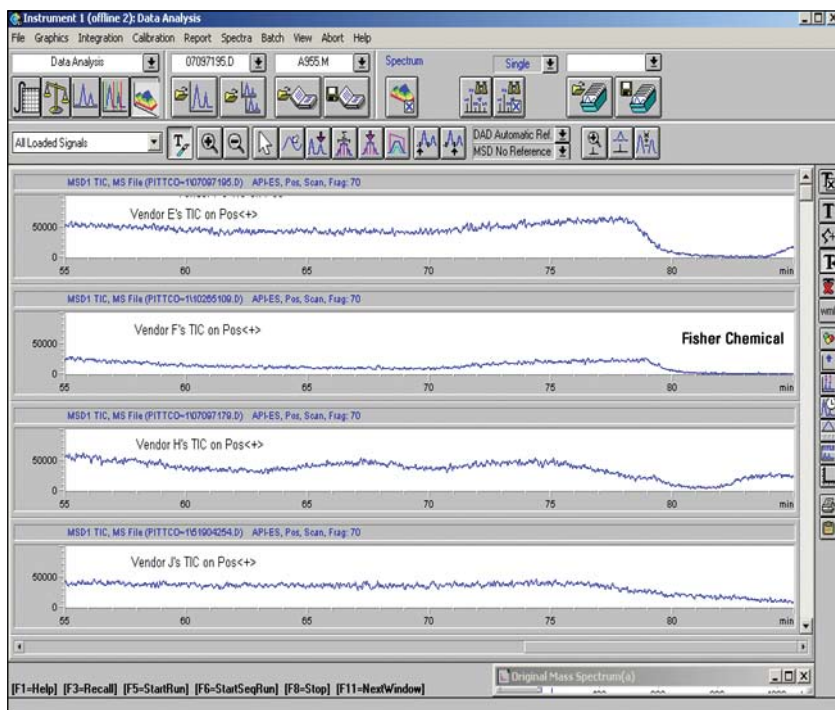 Instrument 1 (offline 2): Data Analysis
File Graphics Integration Calibration Report Spectra Batch View Abort Help
Data Analysis 07097195.D A955.M Spectrum Single
All Loaded Signals DAD Automatic Ref.
MSD No Reference
MSD1 TIC, MS File (PITTCO~1\07097195.D) API-ES, Pos, Scan, Frag: 70
Vendor E's TIC on Pos<+>
50000
0
55 60 65 70 75 80 min
MSD1 TIC, MS File (PITTCO~1\10265109.D) API-ES, Pos, Scan, Frag: 70
Vendor F's TIC on Pos<+>
Fisher Chemical
50000
0
55 60 65 70 75 80 min
MSD1 TIC, MS File (PITTCO~1\07097179.D) API-ES, Pos, Scan, Frag: 70
Vendor H's TIC on Pos<+>
50000
0
55 60 65 70 75 80 min
MSD1 TIC, MS File (PITTCO~1\51904254.D) API-ES, Pos, Scan, Frag: 70
Vendor J's TIC on Pos<+>
50000
0
55 60 65 70 75 80 min
Original Mass Spectrum(a)
[F1=Help] [F3=Recall] [F5=StartRun] [F6=StartSeqRun] [F8=Stop] [F11=NextWindow]